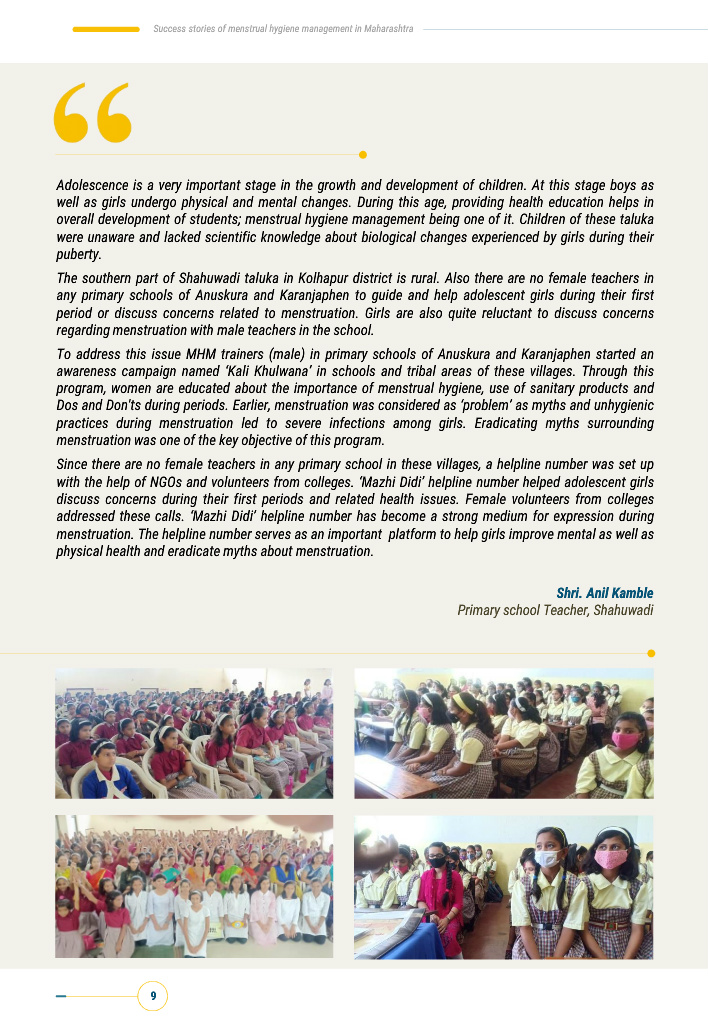 Success stories of menstrual hygiene management in Maharashtra
“
Adolescence is a very important stage in the growth and development of children. At this stage boys as
well as girls undergo physical and mental changes. During this age, providing health education helps in
overall development of students; menstrual hygiene management being one of it. Children of these taluka
were unaware and lacked scientific knowledge about biological changes experienced by girls during their
puberty.
The southern part of Shahuwadi taluka in Kolhapur district is rural. Also there are no female teachers in
any primary schools of Anuskura and Karanjaphen to guide and help adolescent girls during their first
period or discuss concerns related to menstruation. Girls are also quite reluctant to discuss concerns
regarding menstruation with male teachers in the school.
To address this issue MHM trainers (male) in primary schools of Anuskura and Karanjaphen started an
awareness campaign named ‘Kali Khulwana’ in schools and tribal areas of these villages. Through this
program, women are educated about the importance of menstrual hygiene, use of sanitary products and
Dos and Don'ts during periods. Earlier, menstruation was considered as ‘problem’ as myths and unhygienic
practices during menstruation led to severe infections among girls. Eradicating myths surrounding
menstruation was one of the key objective of this program.
Since there are no female teachers in any primary school in these villages, a helpline number was set up
with the help of NGOs and volunteers from colleges. ‘Mazhi Didi’ helpline number helped adolescent girls
discuss concerns during their first periods and related health issues. Female volunteers from colleges
addressed these calls. ‘Mazhi Didi’ helpline number has become a strong medium for expression during
menstruation. The helpline number serves as an important platform to help girls improve mental as well as
physical health and eradicate myths about menstruation.
Shri. Anil Kamble
Primary school Teacher, Shahuwadi
9